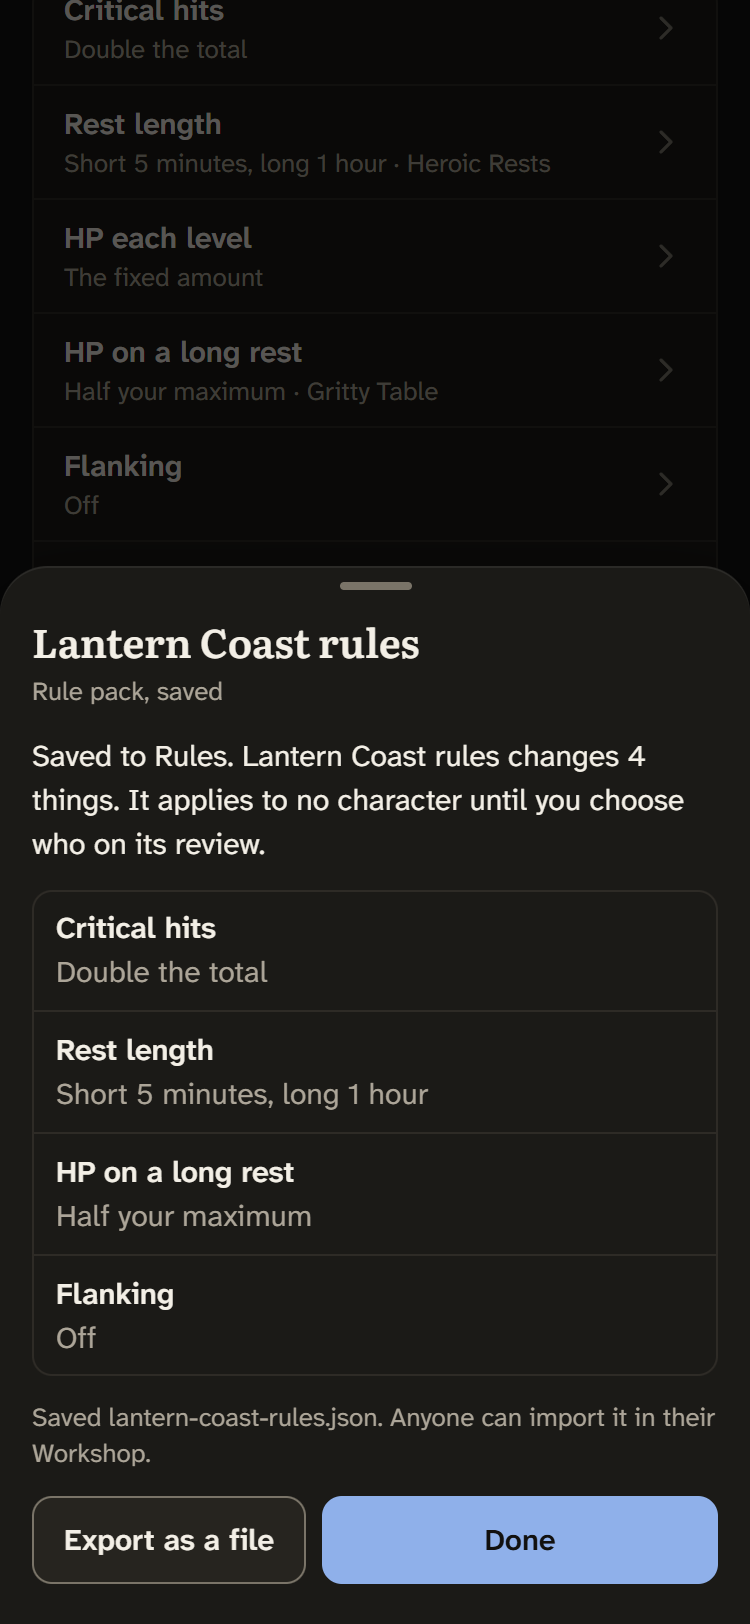 Critical hits
Double the total
Rest length
Short 5 minutes, long 1 hour · Heroic Rests
HP each level
The fixed amount
HP on a long rest
Half your maximum · Gritty Table
Flanking
Off
Lantern Coast rules
Rule pack, saved
Saved to Rules. Lantern Coast rules changes 4
things. It applies to no character until you choose
who on its review.
Critical hits
Double the total
Rest length
Short 5 minutes, long 1 hour
HP on a long rest
Half your maximum
Flanking
Off
Saved lantern-coast-rules.json. Anyone can import it in their
Workshop.
Export as a file
Done